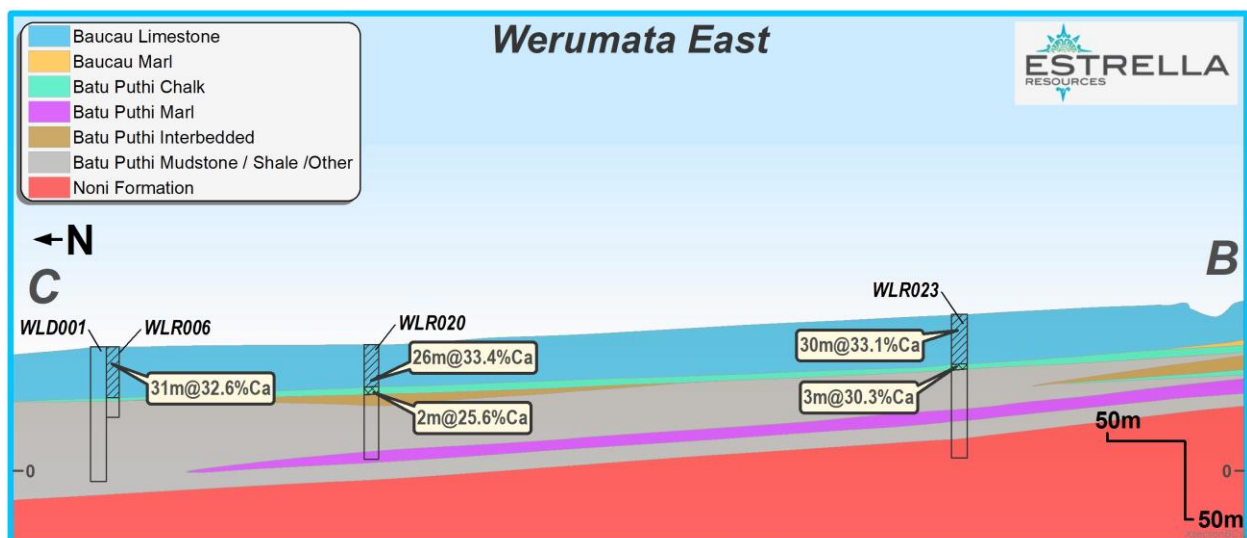 Baucau Limestone
Baucau Marl
Batu Puthi Chalk
Batu Puthi Marl
Batu Puthi Interbedded
Batu Puthi Mudstone / Shale /Other
Noni Formation
Werumata East
ESTRELLA
RESOURCES
N
C
B
WLD001
WLR006
WLR020
WLR023
31m@32.6%Ca
26m@33.4%Ca
2m@25.6%Ca
30m@33.1%Ca
3m@30.3%Ca
50m
50m
0
0